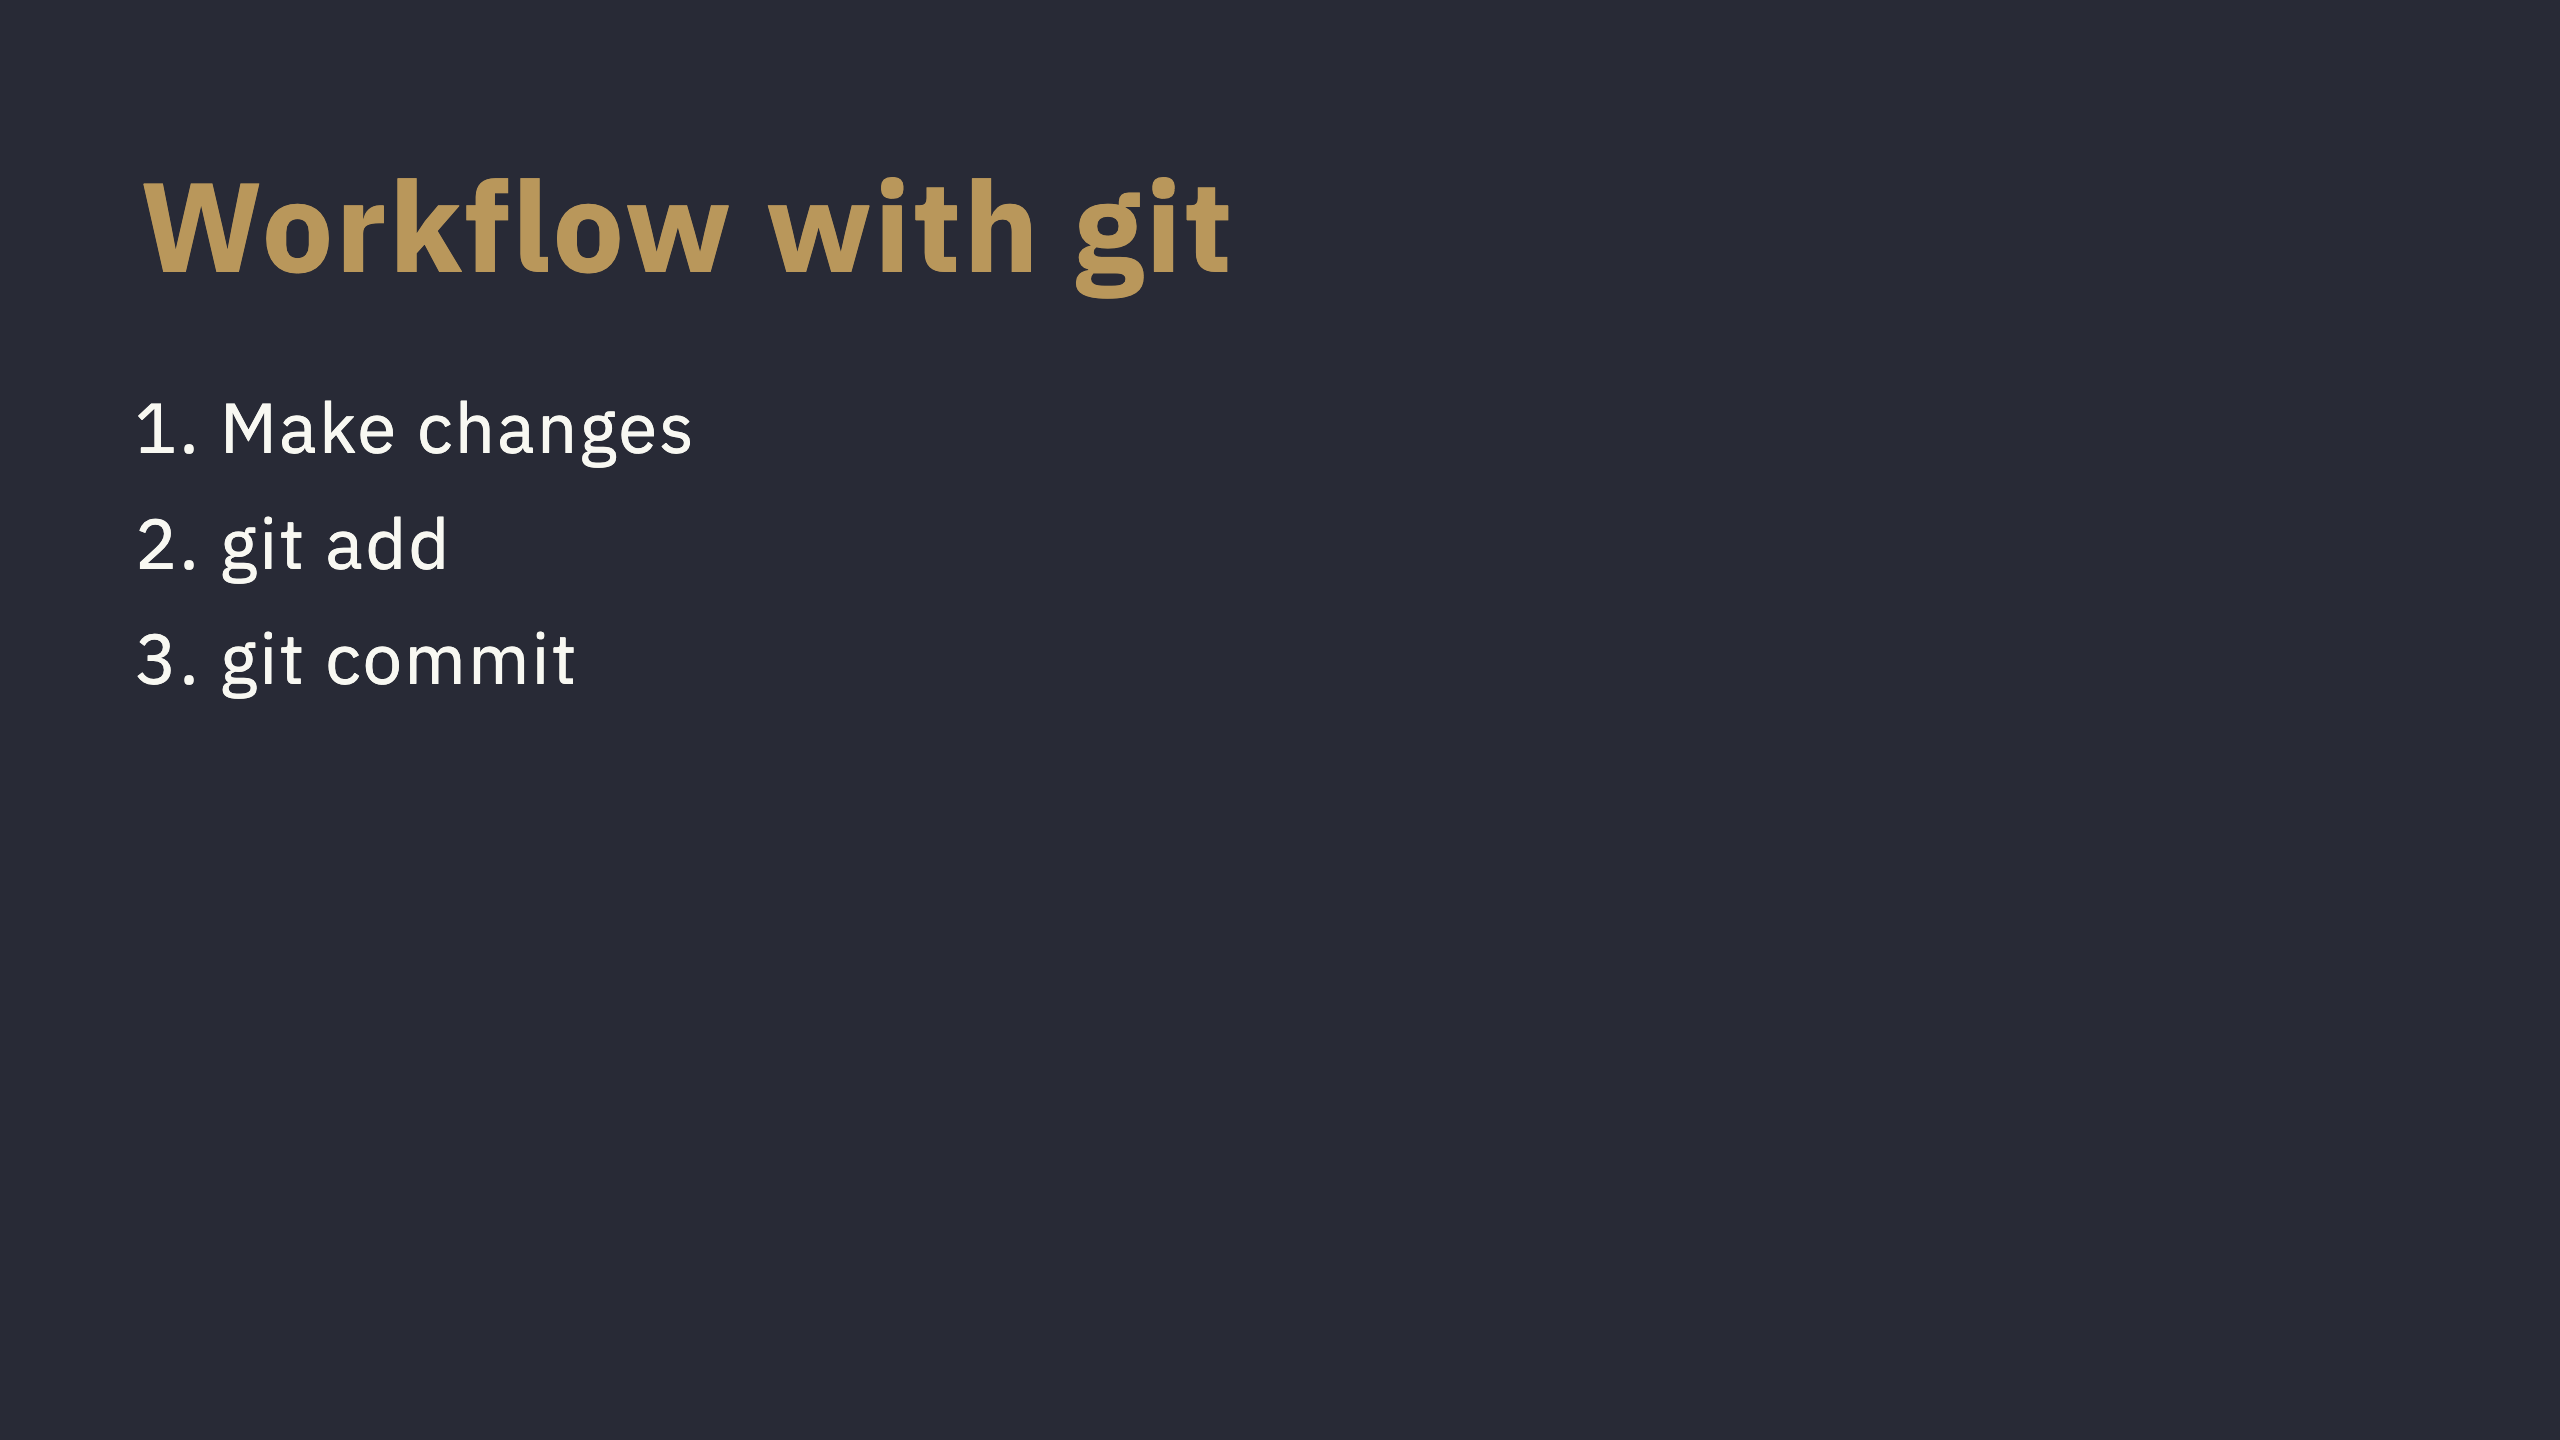 Workflow with git
1. Make changes
2. git add
3. git commit